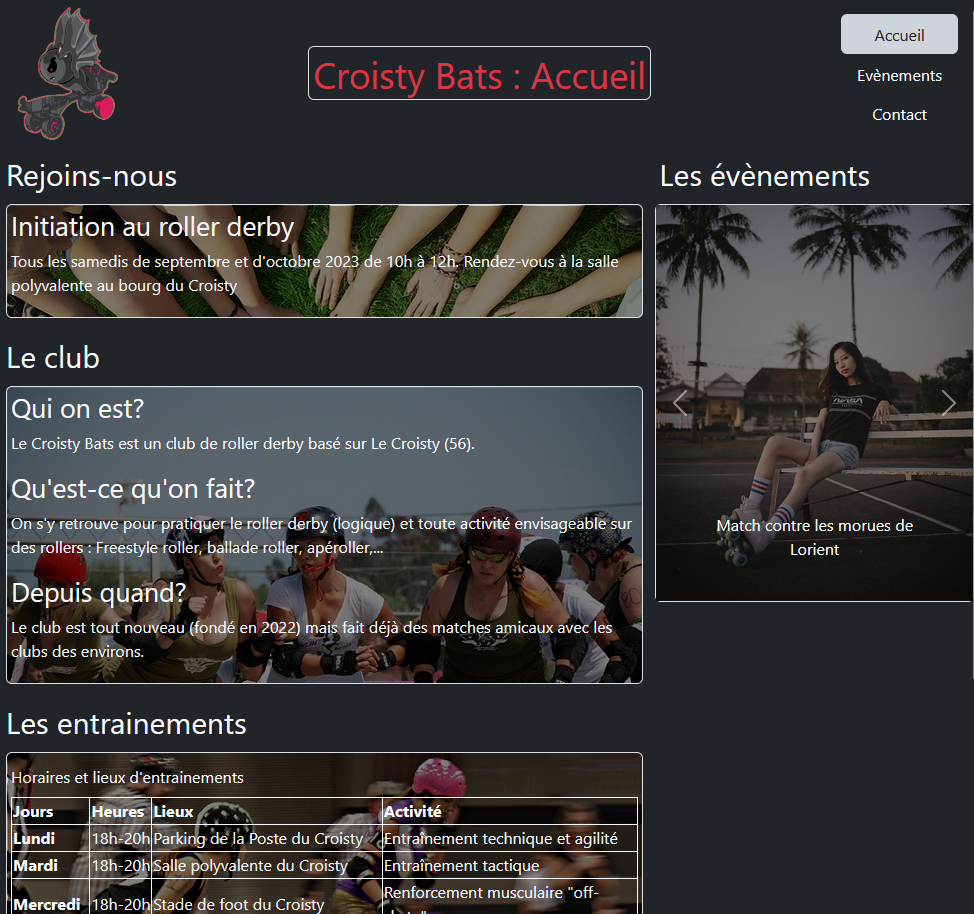 Croisty Bats : Accueil
Accueil
Evènements
Contact
Rejoins-nous
Initiation au roller derby
Tous les samedis de septembre et d'octobre 2023 de 10h à 12h. Rendez-vous à la salle
polyvalente au bourg du Croisty
Le club
Qui on est?
Le Croisty Bats est un club de roller derby basé sur Le Croisty (56).
Qu'est-ce qu'on fait?
On s'y retrouve pour pratiquer le roller derby (logique) et toute activité envisageable sur
des rollers : Freestyle roller, ballade roller, apéroller,...
Depuis quand?
Le club est tout nouveau (fondé en 2022) mais fait déjà des matches amicaux avec les
clubs des environs.
Les entrainements
Horaires et lieux d'entrainements
Jours Heures Lieux Activité
Lundi 18h-20h Parking de la Poste du Croisty Entraînement technique et agilité
Mardi 18h-20h Salle polyvalente du Croisty Entraînement tactique
Mercredi 18h-20h Stade de foot du Croisty Renforcement musculaire "off-
Les évènements
NASA
Match contre les morues de
Lorient